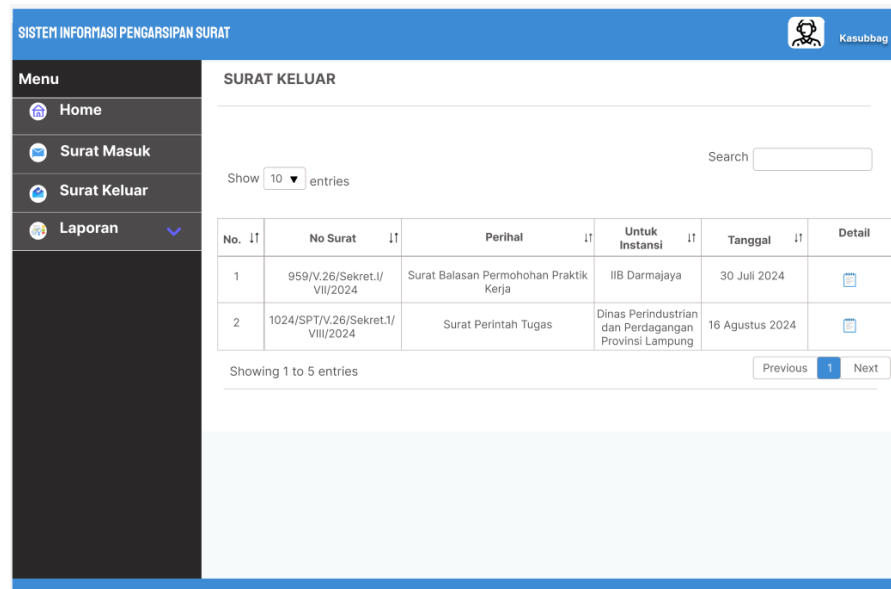 SISTEM INFORMASI PENGARSIPAN SURAT
Kasubbag
Menu
Home
Surat Masuk
Surat Keluar
Laporan
SURAT KELUAR
Search
Show 10 entries
No. No Surat Perihal Untuk Instansi Tanggal Detail
1 959/V.26/Sekret.I/ VII/2024 Surat Balasan Permohohan Praktik Kerja IIB Darmajaya 30 Juli 2024
2 1024/SPT/V.26/Sekret.1/ VIII/2024 Surat Perintah Tugas Dinas Perindustrian dan Perdagangan Provinsi Lampung 16 Agustus 2024
Showing 1 to 5 entries
Previous 1 Next